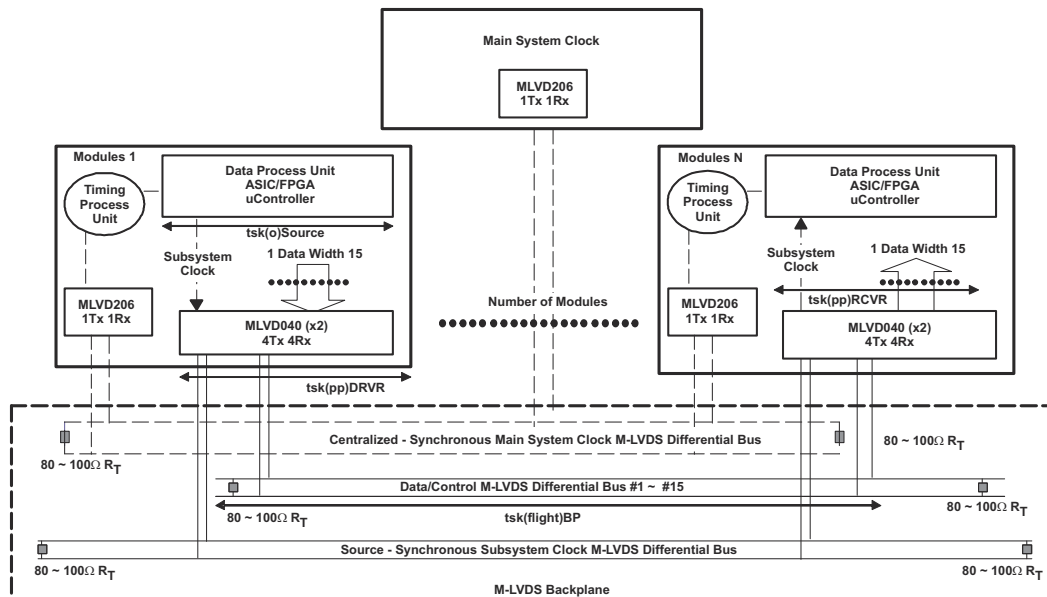 Main System Clock
MLVD206
1Tx 1Rx
Modules 1
Data Process Unit
ASIC/FPGA
uController
Timing
Process
Unit
tsk(o)Source
Subsystem
Clock
1 Data Width 15
MLVD206
1Tx 1Rx
MLVD040 (x2)
4Tx 4Rx
tsk(pp)DRVR
Number of Modules
Modules N
Data Process Unit
ASIC/FPGA
uController
Timing
Process
Unit
Subsystem
Clock
1 Data Width 15
tsk(pp)RCVR
MLVD206
1Tx 1Rx
MLVD040 (x2)
4Tx 4Rx
Centralized - Synchronous Main System Clock M-LVDS Differential Bus
80 ~ 100Ω RT
80 ~ 100Ω RT
Data/Control M-LVDS Differential Bus #1 ~ #15
80 ~ 100Ω RT
tsk(flight)BP
80 ~ 100Ω RT
Source - Synchronous Subsystem Clock M-LVDS Differential Bus
80 ~ 100Ω RT
80 ~ 100Ω RT
M-LVDS Backplane